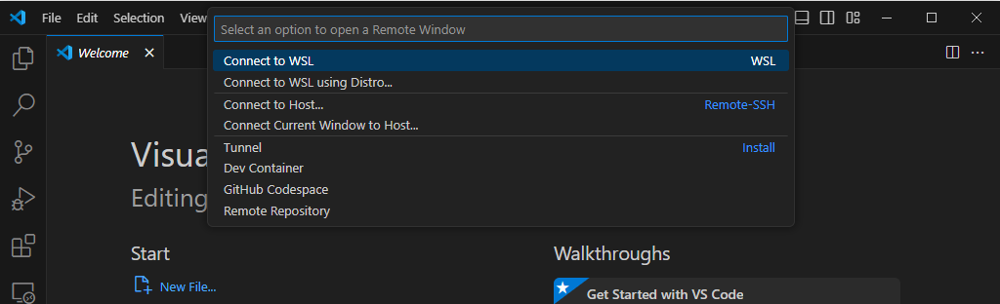 File Edit Selection View
Select an option to open a Remote Window
Connect to WSL WSL
Connect to WSL using Distro...
Connect to Host... Remote-SSH
Connect Current Window to Host...
Tunnel Install
Dev Container
GitHub Codespace
Remote Repository
Welcome
Visua
Editing
Start
New File...
Walkthroughs
Get Started with VS Code